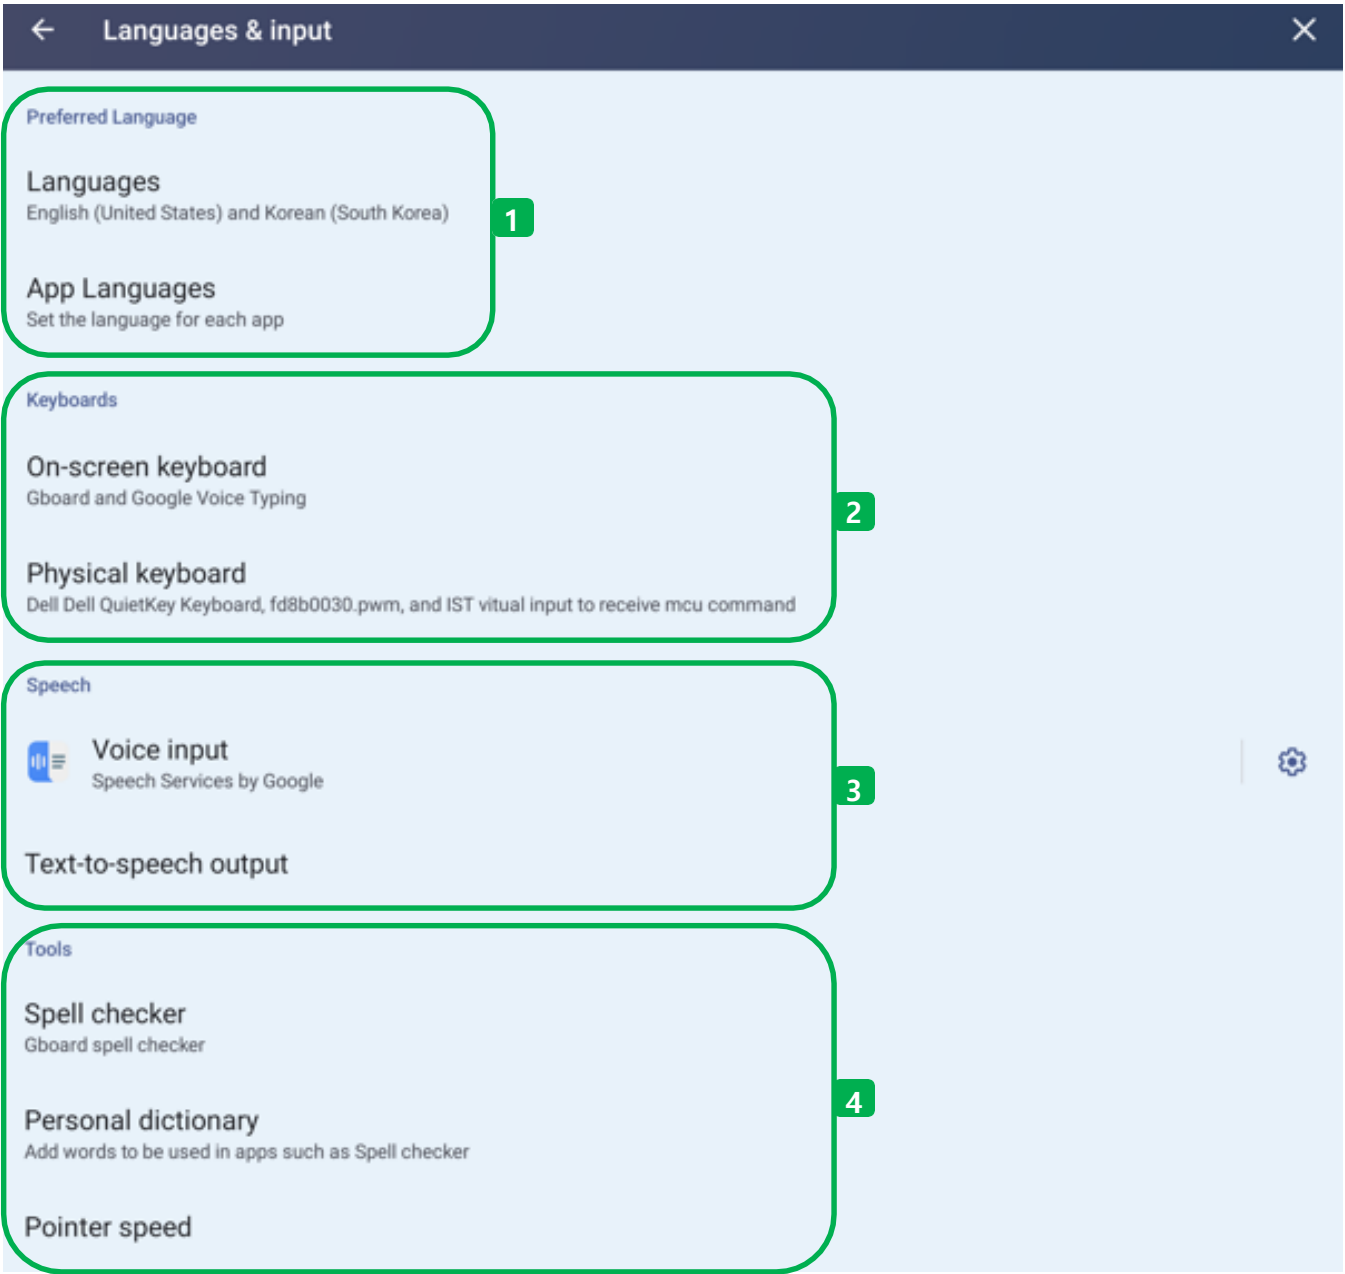 Languages & input
Preferred Language
Languages
English (United States) and Korean (South Korea)
1
App Languages
Set the language for each app
Keyboards
On-screen keyboard
Gboard and Google Voice Typing
2
Physical keyboard
Dell Dell QuietKey Keyboard, fd8b0030.pwm, and IST vitual input to receive mcu command
Speech
Voice input
Speech Services by Google
3
Text-to-speech output
Tools
Spell checker
Gboard spell checker
4
Personal dictionary
Add words to be used in apps such as Spell checker
Pointer speed